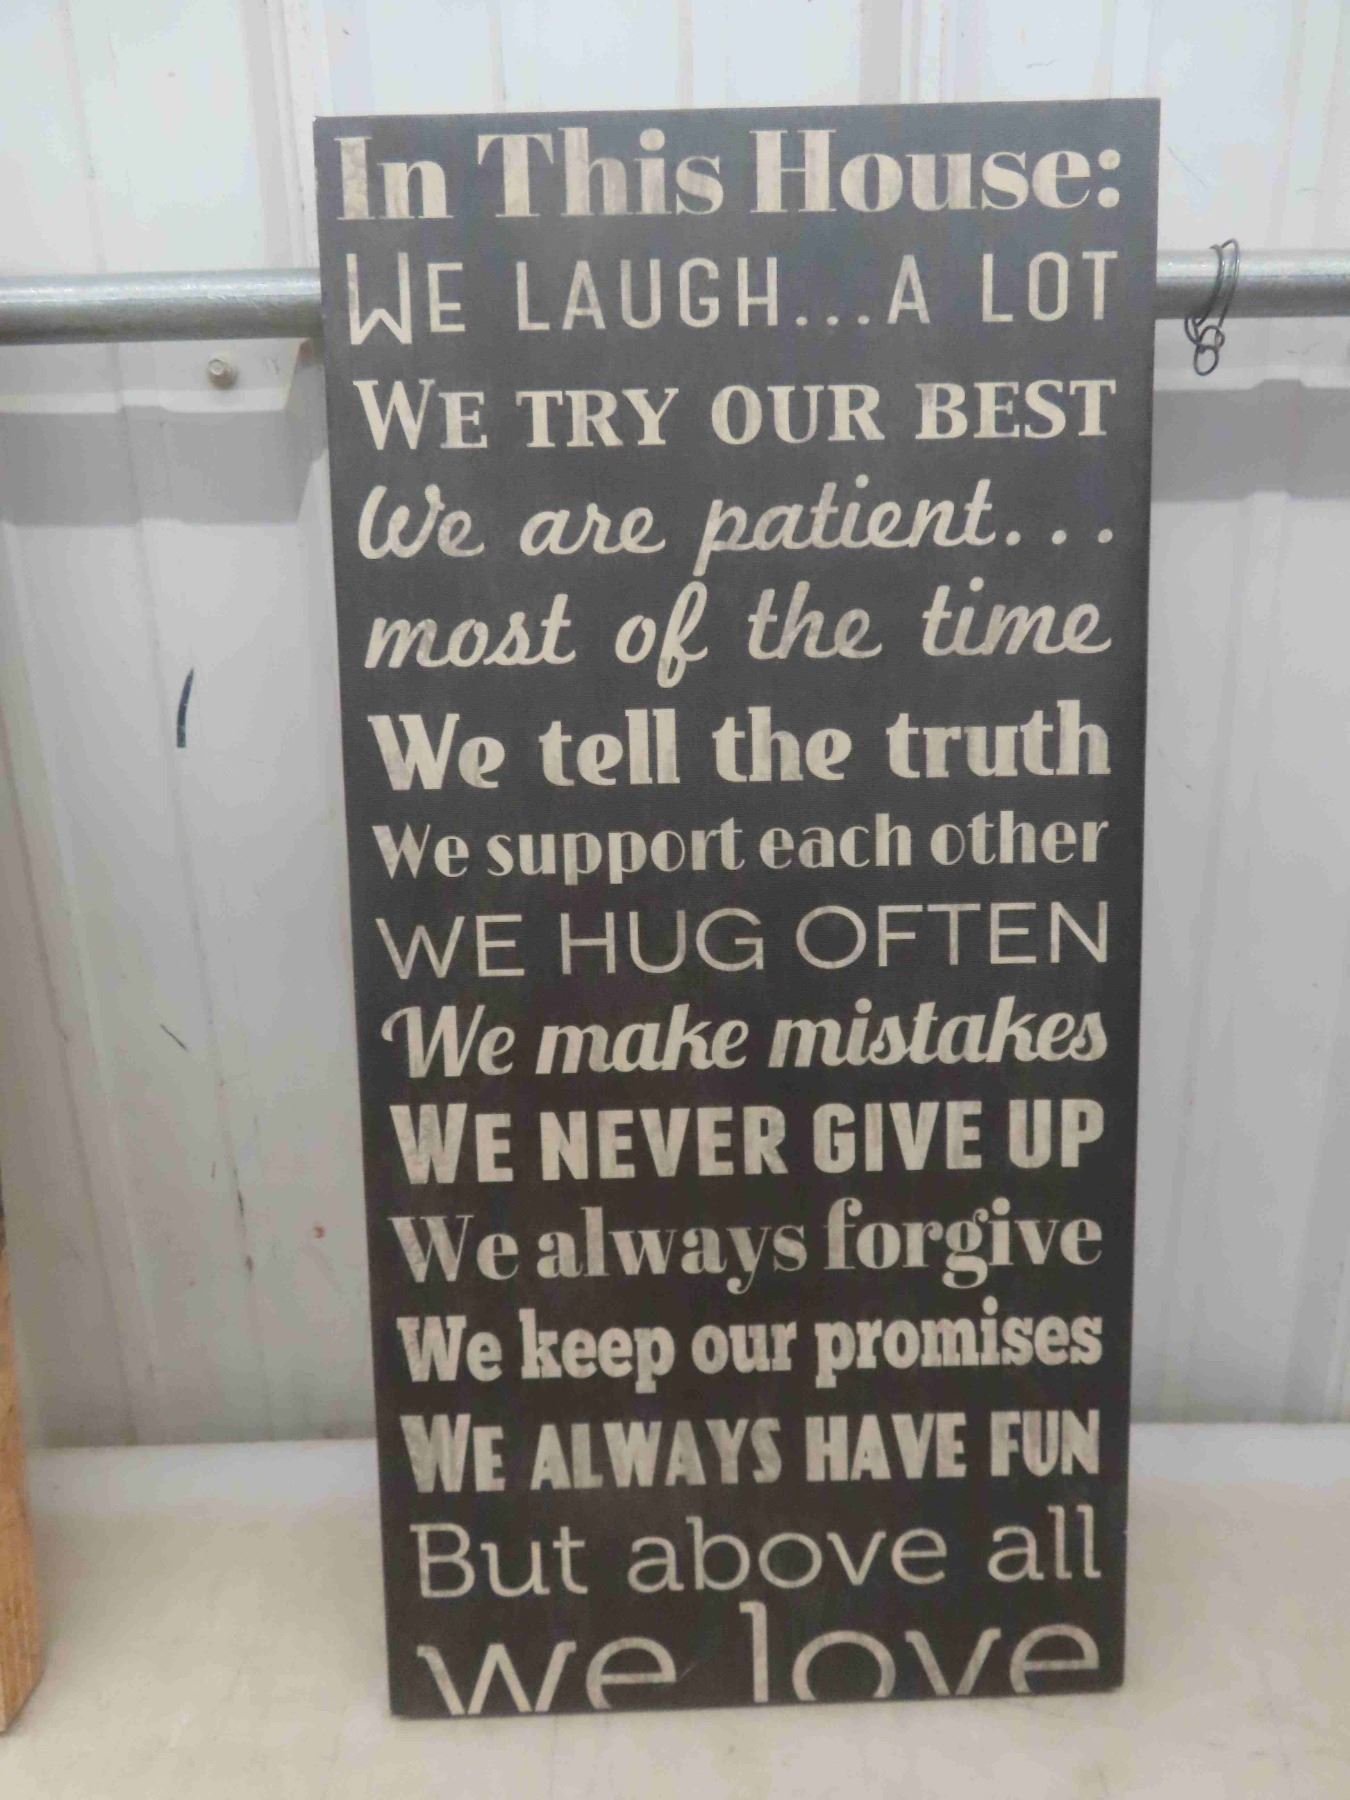 In This House:
WE LAUGH...A LOT
WE TRY OUR BEST
We are patient...
most of the time
We tell the truth
We support each other
WE HUG OFTEN
We make mistakes
WE NEVER GIVE UP
We always forgive
We keep our promises
WE ALWAYS HAVE FUN
But above all
we love